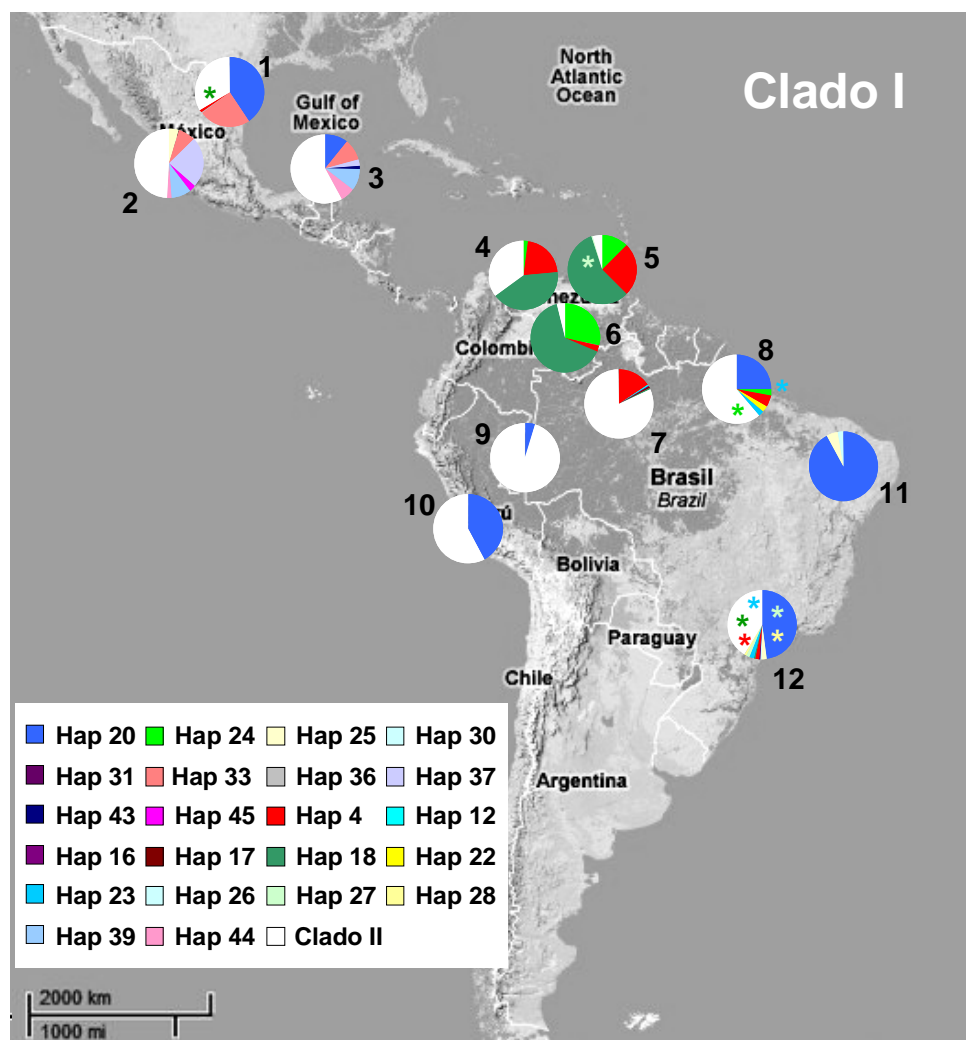 North
Atlantic
Ocean
Clado I
1
Gulf of
Mexico
México
2
3
4
5
6
Colombi
7
8
9
10
Brasil
Brazil
11
Bolivia
Paraguay
12
Chile
Argentina
Hap 20 Hap 24 Hap 25 Hap 30
Hap 31 Hap 33 Hap 36 Hap 37
Hap 43 Hap 45 Hap 4 Hap 12
Hap 16 Hap 17 Hap 18 Hap 22
Hap 23 Hap 26 Hap 27 Hap 28
Hap 39 Hap 44 Clado II
2000 km
1000 mi